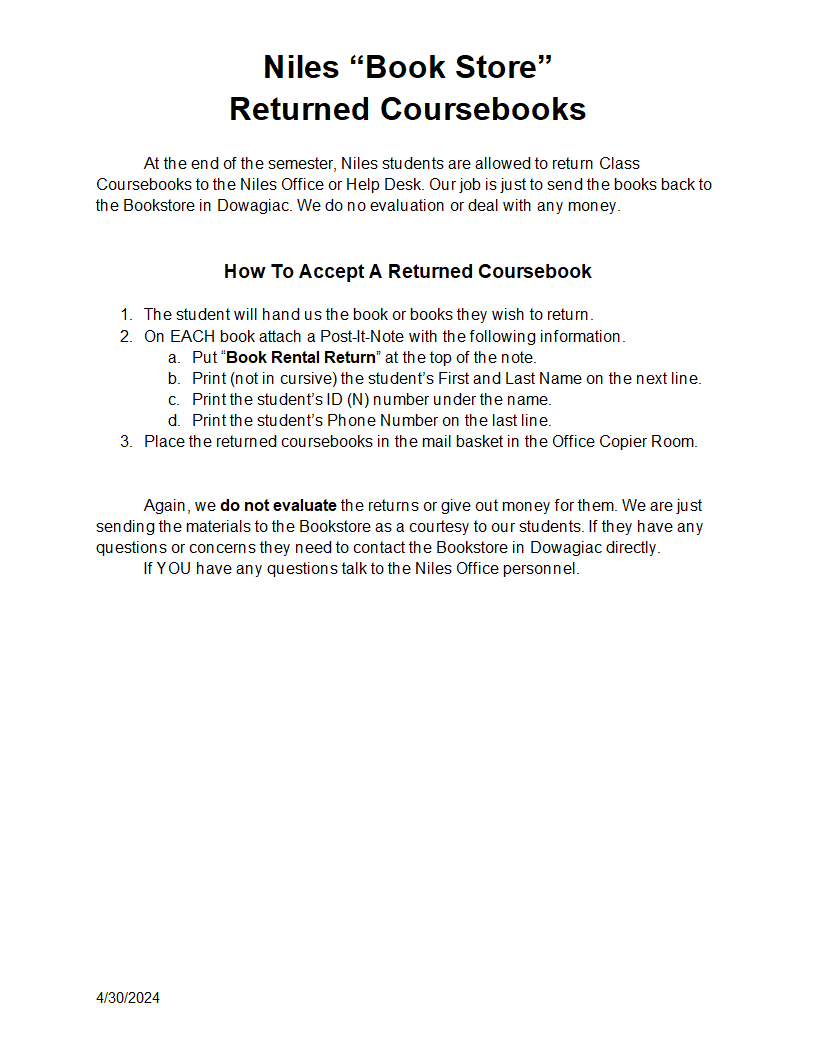 Niles “Book Store”
Returned Coursebooks
At the end of the semester, Niles students are allowed to return Class
Coursebooks to the Niles Office or Help Desk. Our job is just to send the books back to
the Bookstore in Dowagiac. We do no evaluation or deal with any money.
How To Accept A Returned Coursebook
1. The student will hand us the book or books they wish to return.
2. On EACH book attach a Post-It-Note with the following information.
a. Put “Book Rental Return” at the top of the note.
b. Print (not in cursive) the student’s First and Last Name on the next line.
c. Print the student’s ID (N) number under the name.
d. Print the student’s Phone Number on the last line.
3. Place the returned coursebooks in the mail basket in the Office Copier Room.
Again, we do not evaluate the returns or give out money for them. We are just
sending the materials to the Bookstore as a courtesy to our students. If they have any
questions or concerns they need to contact the Bookstore in Dowagiac directly.
If YOU have any questions talk to the Niles Office personnel.
4/30/2024